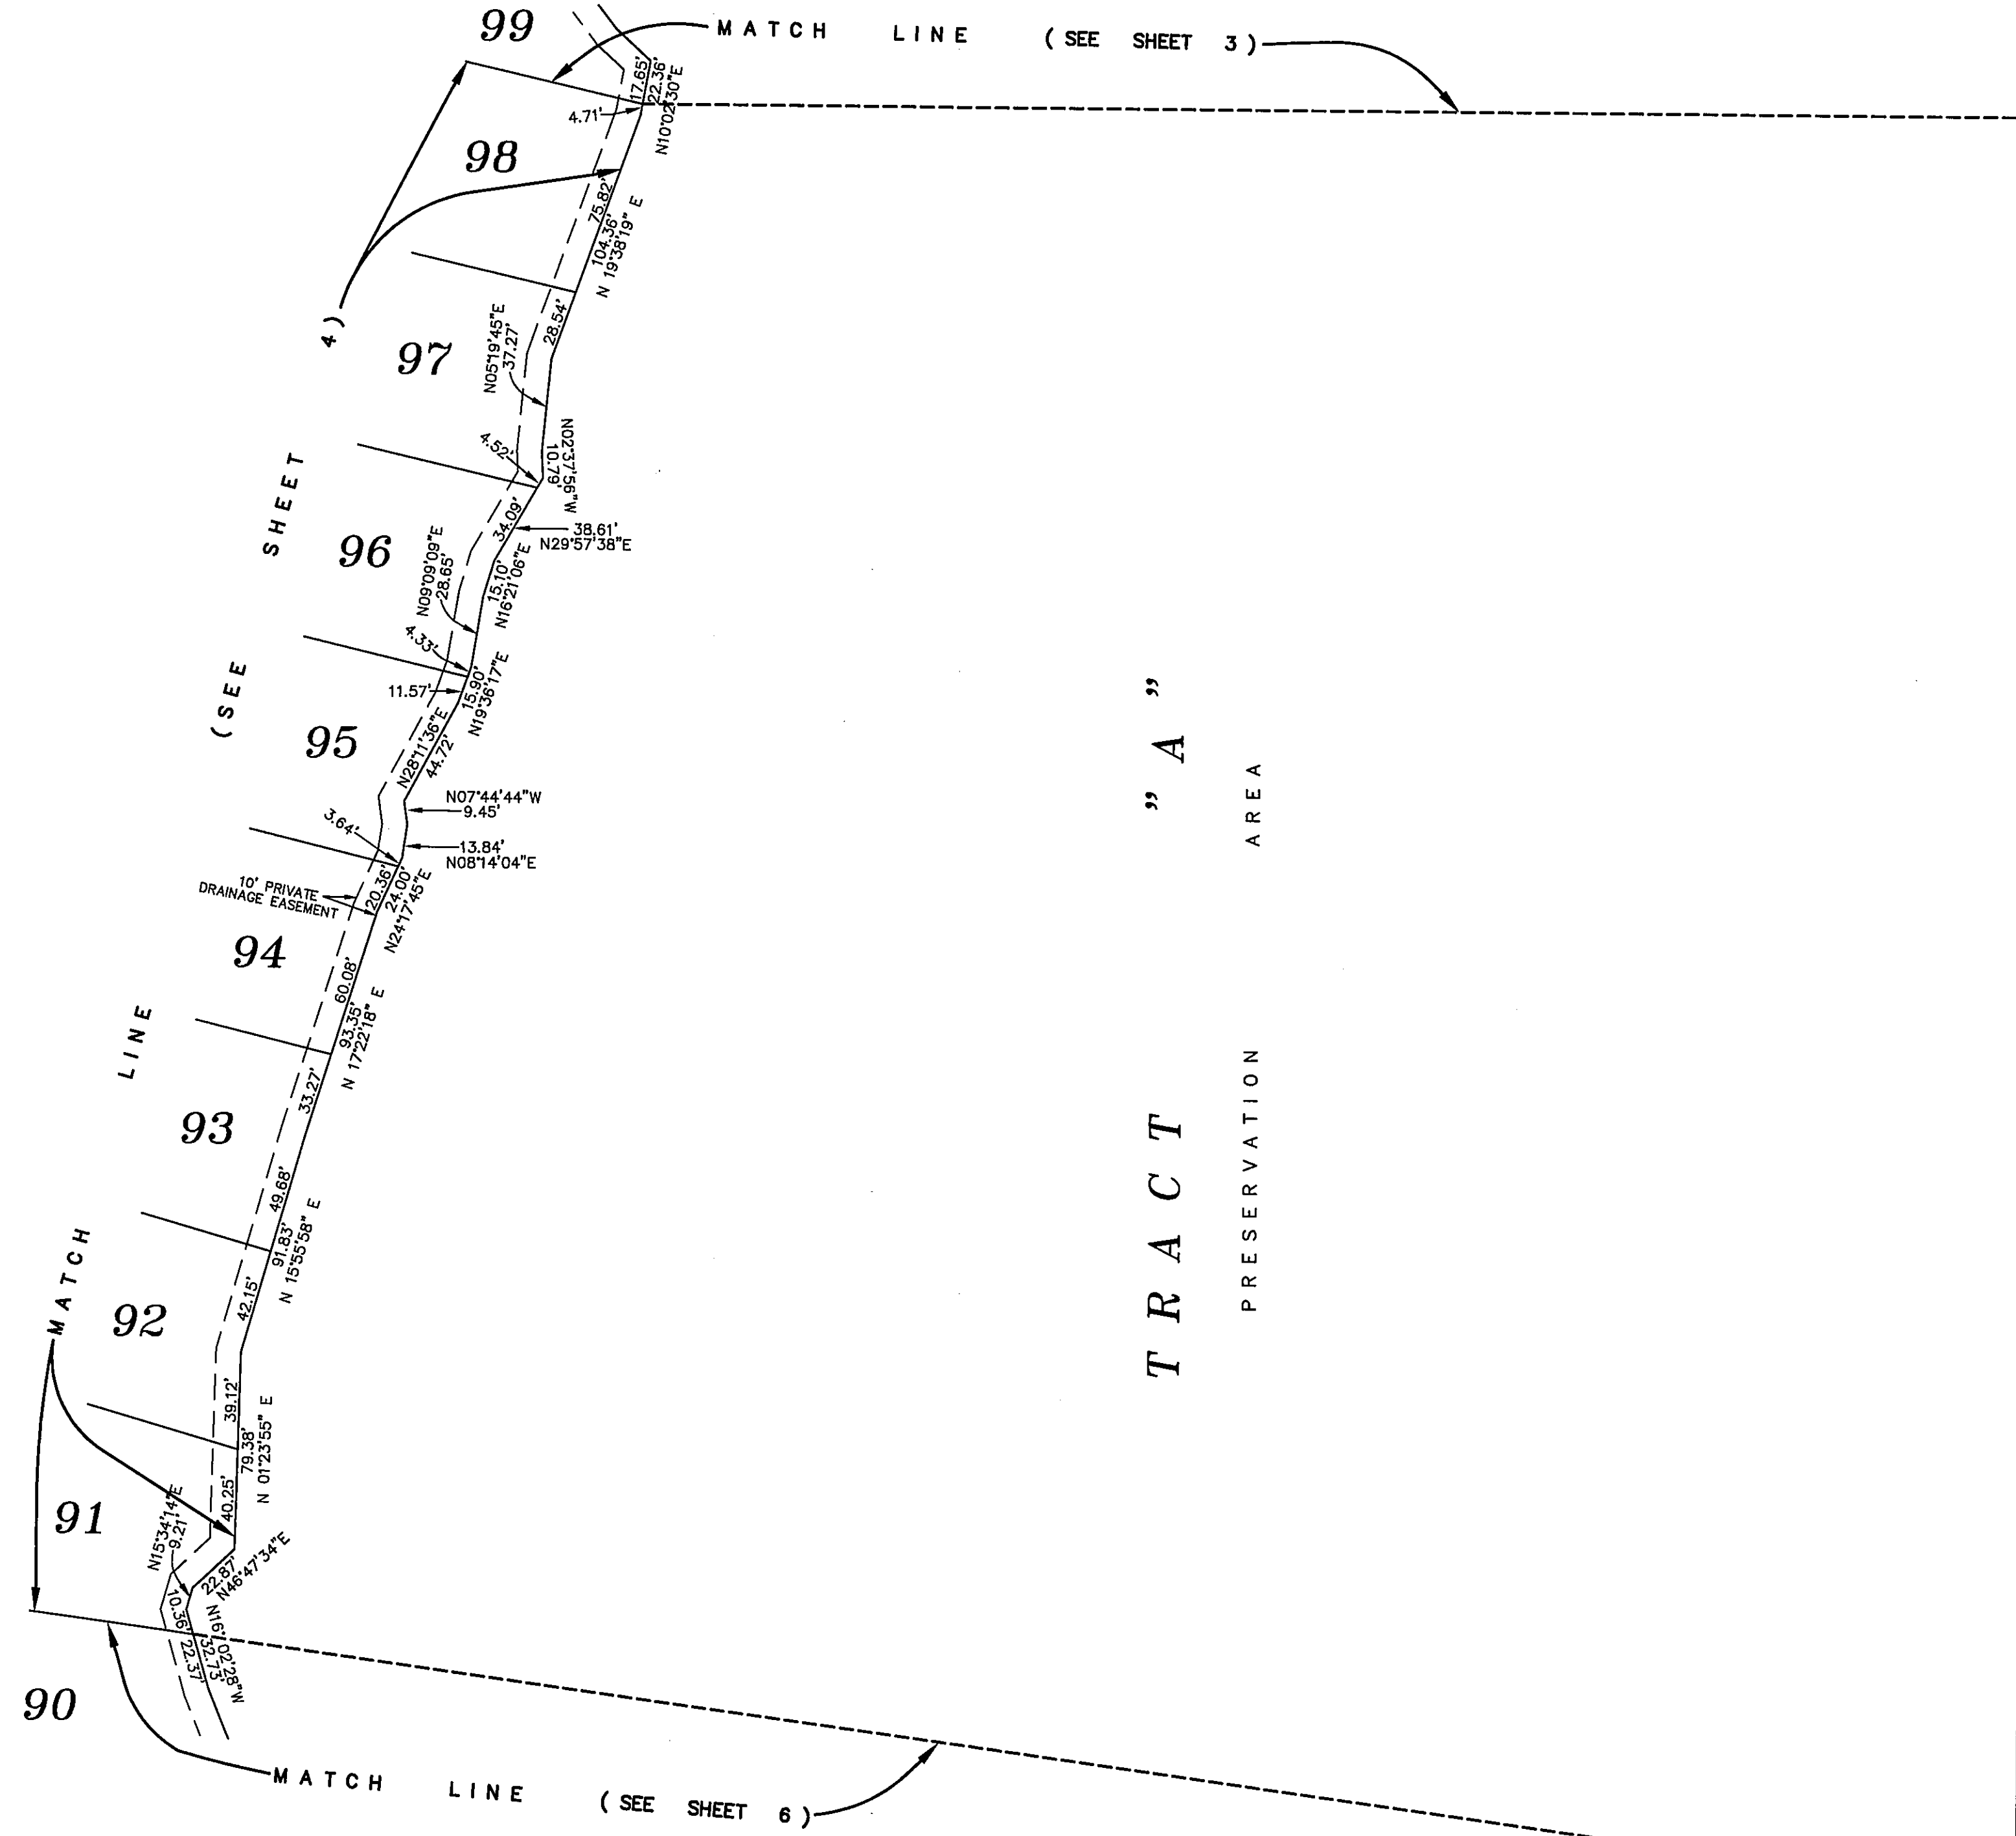 99
MATCH LINE (SEE SHEET 3)
17.65'
22.36'
N10°02'30"E
4.71'
98
75.82'
104.36'
N 19°38'19" E
97
28.54'
N05°19'45"E
37.27'
4.52'
N02°37'56"W
10.79'
96
34.09'
38.61'
N29°57'38"E
N09°09'09"E
28.65'
15.10'
N16°21'06"E
4.33'
11.57'
15.90'
N19°36'17"E
95
N28°11'36"E
44.72'
N07°44'44"W
9.45'
3.64'
13.84'
N08°14'04"E
10' PRIVATE
DRAINAGE EASEMENT
20.36'
24.00'
N24°17'45"E
94
60.08'
93.35'
N 17°22'18" E
93
33.27'
49.68'
91.83'
N 15°55'58" E
92
42.15'
39.12'
79.38'
N 01°23'55" E
91
40.25'
N15°34'14"E
9.21'
22.87'
N46°47'34"E
10.36'
22.37'
32.73'
N16°02'28"W
90
MATCH LINE (SEE SHEET 4)
TRACT "A"
PRESERVATION AREA
MATCH LINE (SEE SHEET 6)